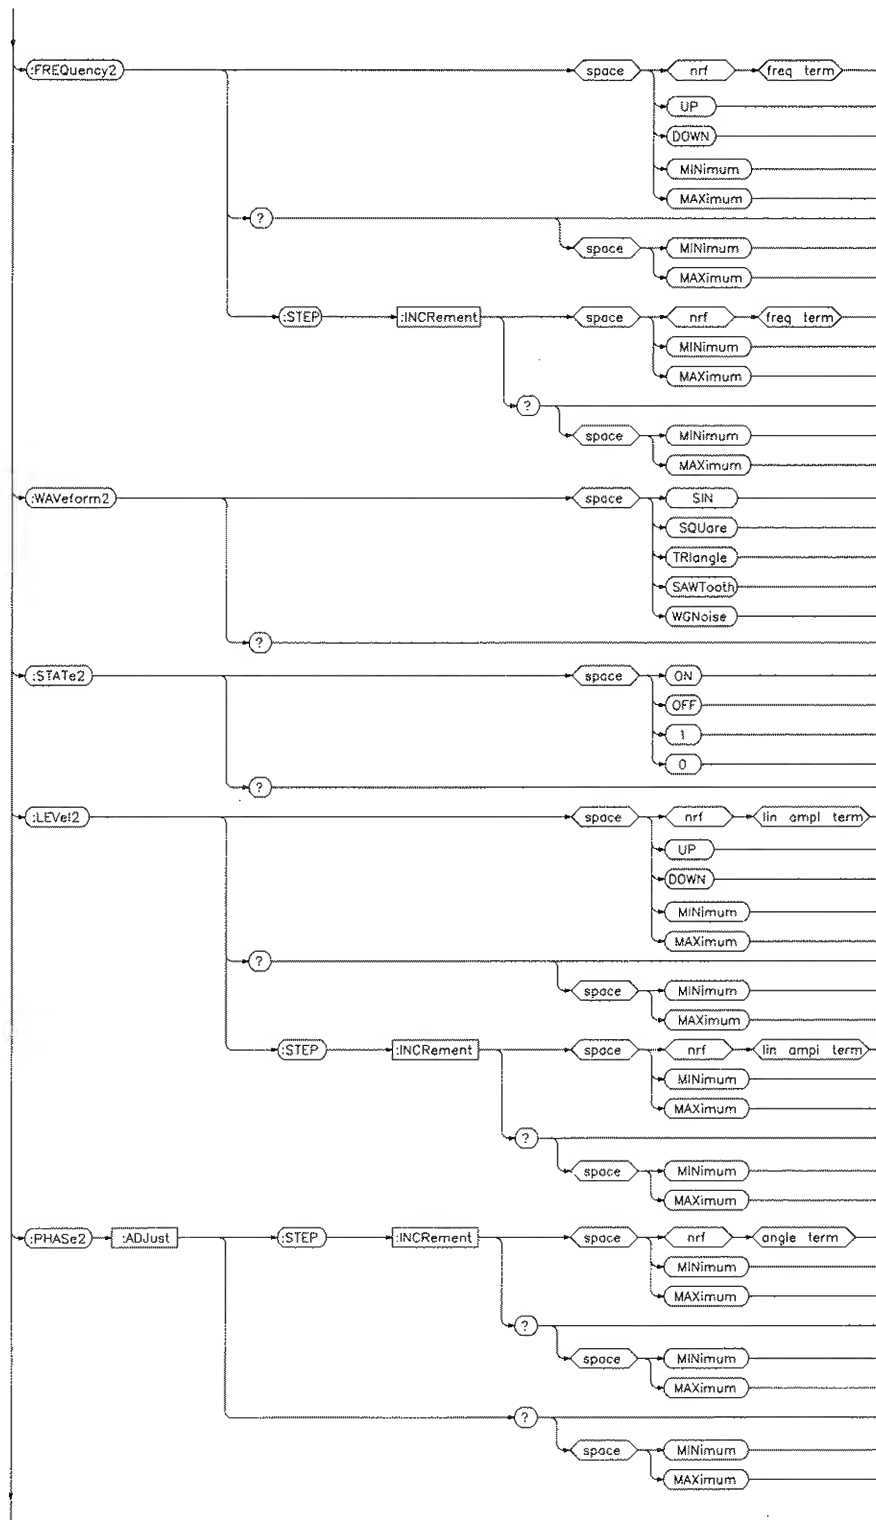 :FREQuency2 space nrf freq term
UP
DOWN
MINimum
MAXimum
?
space MINimum
MAXimum
:STEP :INCRement space nrf freq term
MINimum
MAXimum
?
space MINimum
MAXimum
:WAVeform2 space SIN
SQUare
TRIangle
SAWTooth
WGNoise
?
:STATe2 space ON
OFF
1
0
?
:LEVel2 space nrf lin ampl term
UP
DOWN
MINimum
MAXimum
?
space MINimum
MAXimum
:STEP :INCRement space nrf lin ampl term
MINimum
MAXimum
?
space MINimum
MAXimum
:PHASe2 :ADJust :STEP :INCRement space nrf angle term
MINimum
MAXimum
?
space MINimum
MAXimum
?
space MINimum
MAXimum